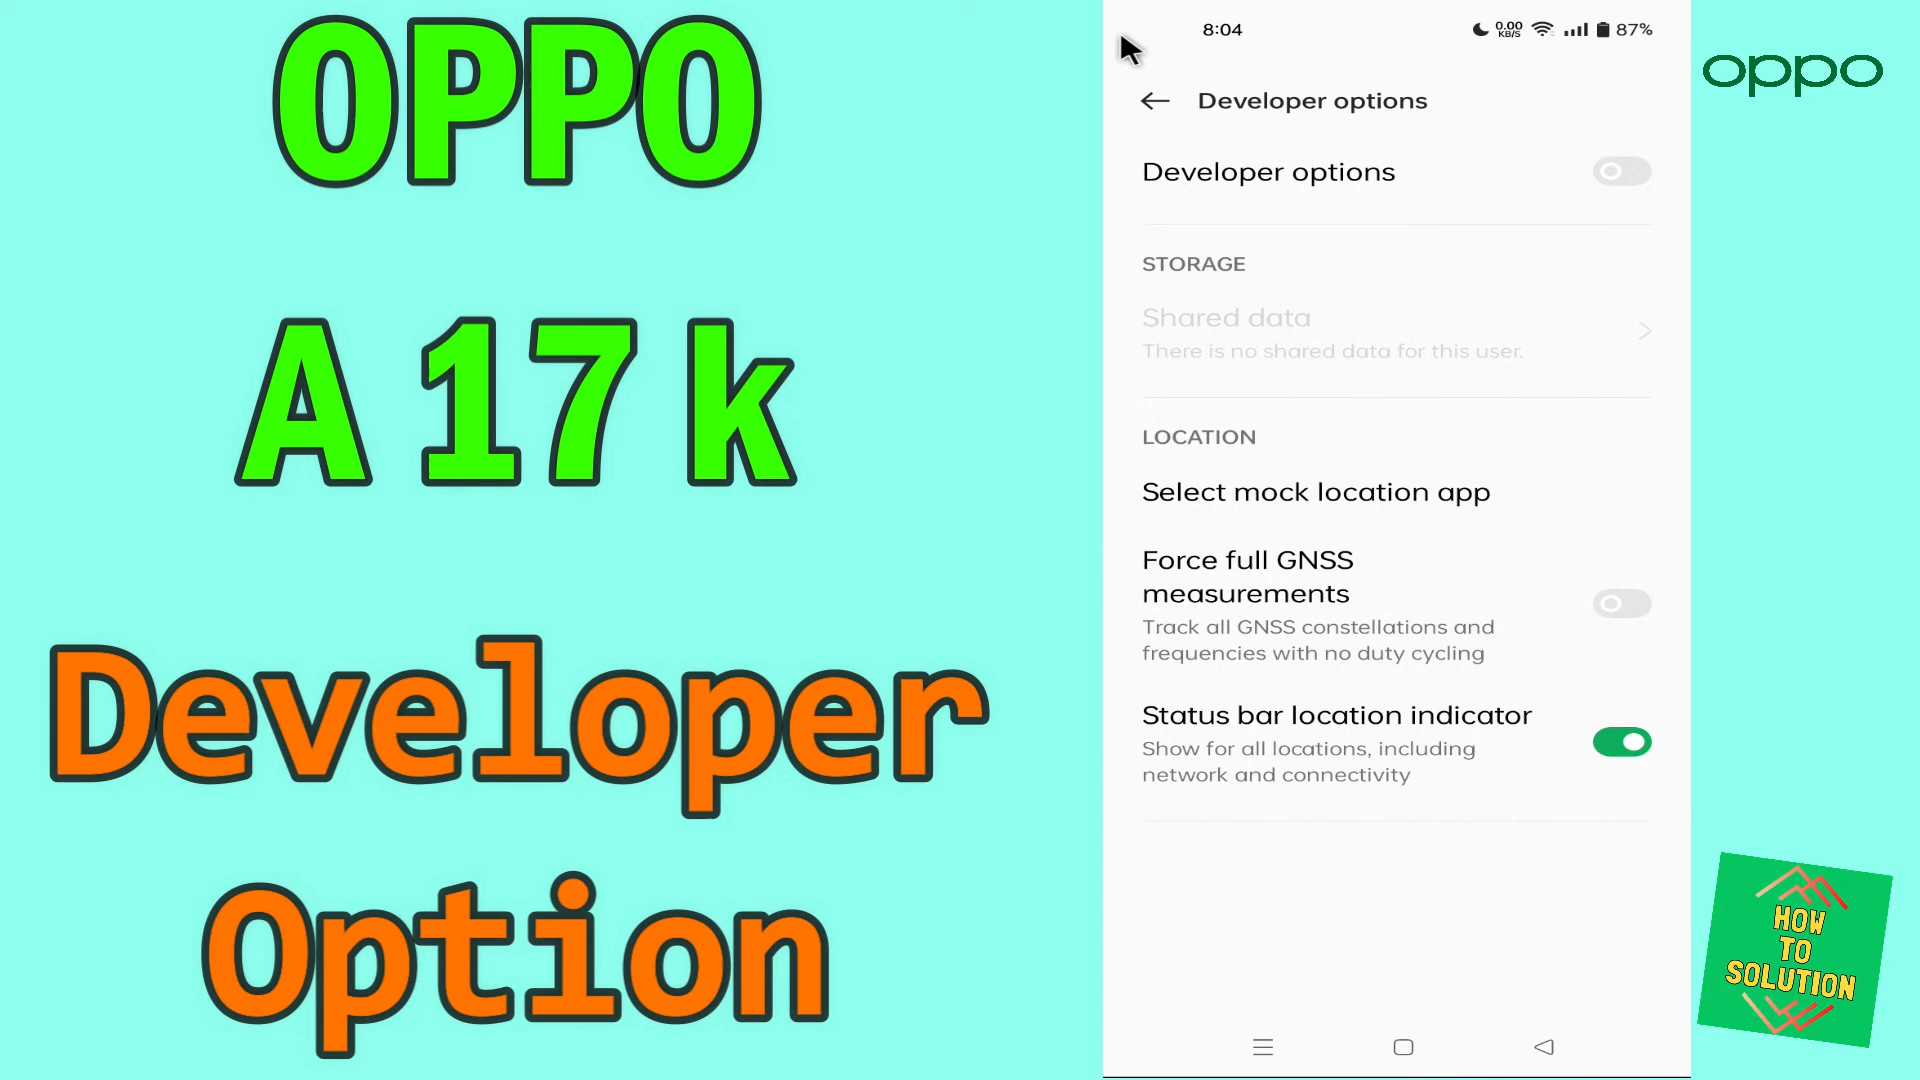 OPPO
A 17 k
Developer
Option
8:04
0.00
KB/S
87%
Developer options
Developer options
STORAGE
Shared data
There is no shared data for this user.
LOCATION
Select mock location app
Force full GNSS
measurements
Track all GNSS constellations and
frequencies with no duty cycling
Status bar location indicator
Show for all locations, including
network and connectivity
oppo
HOW
TO
SOLUTION